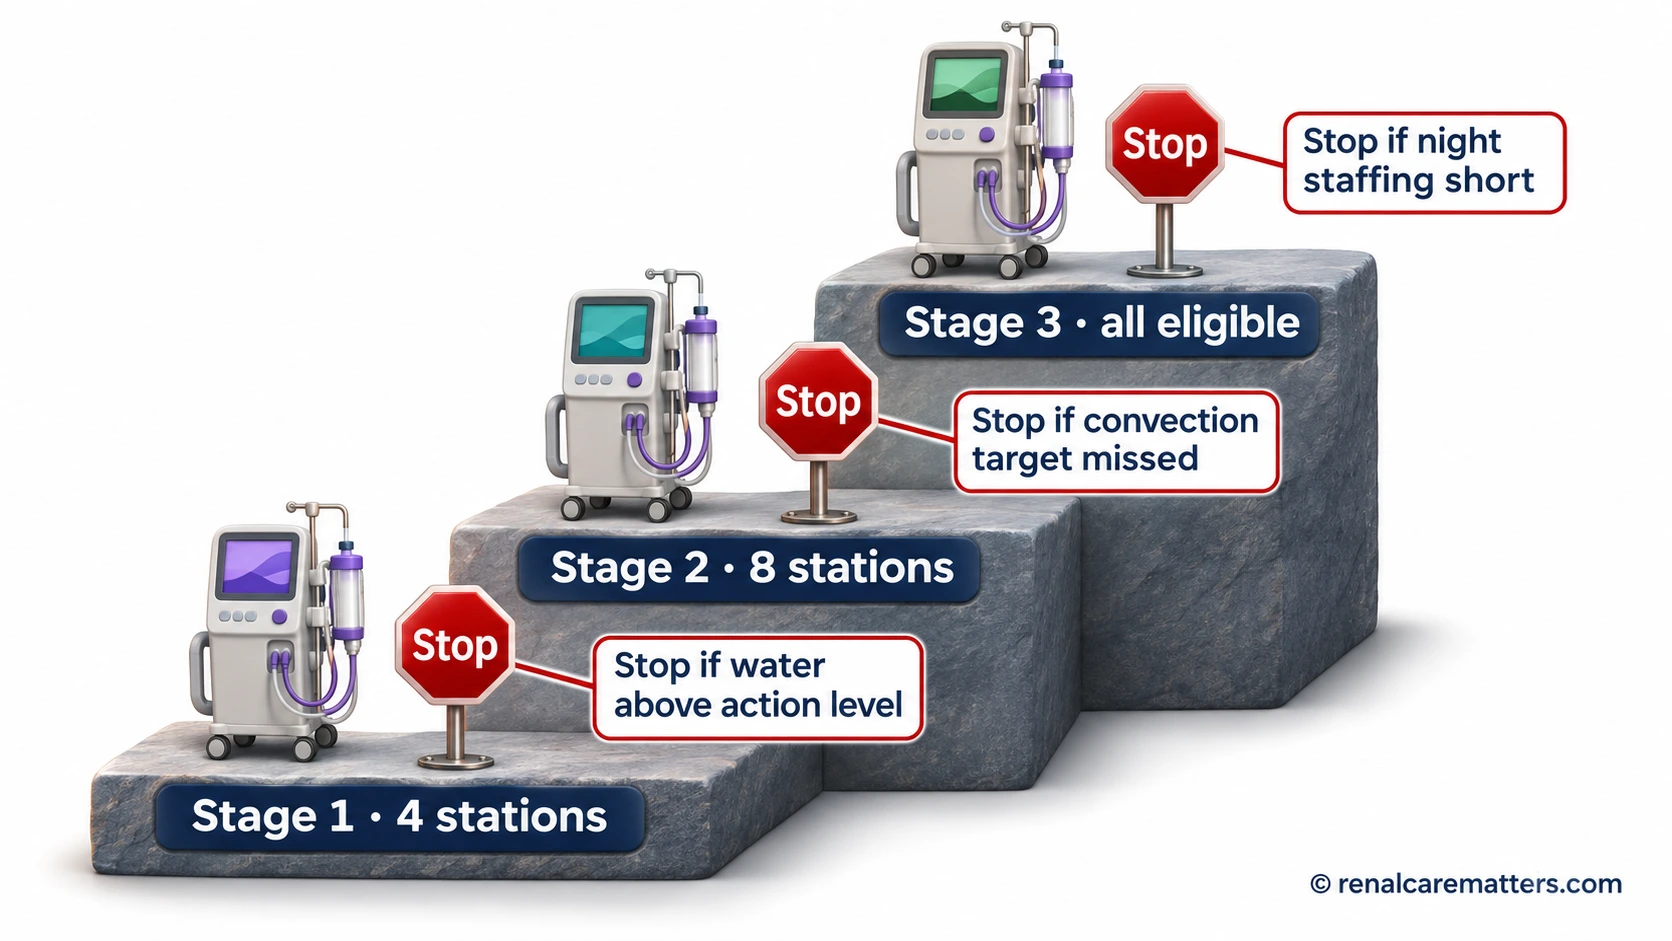 Stop
Stop if night
staffing short
Stage 3 · all eligible
Stop
Stop if convection
target missed
Stage 2 · 8 stations
Stop
Stop if water
above action level
Stage 1 · 4 stations
© renalcarematters.com